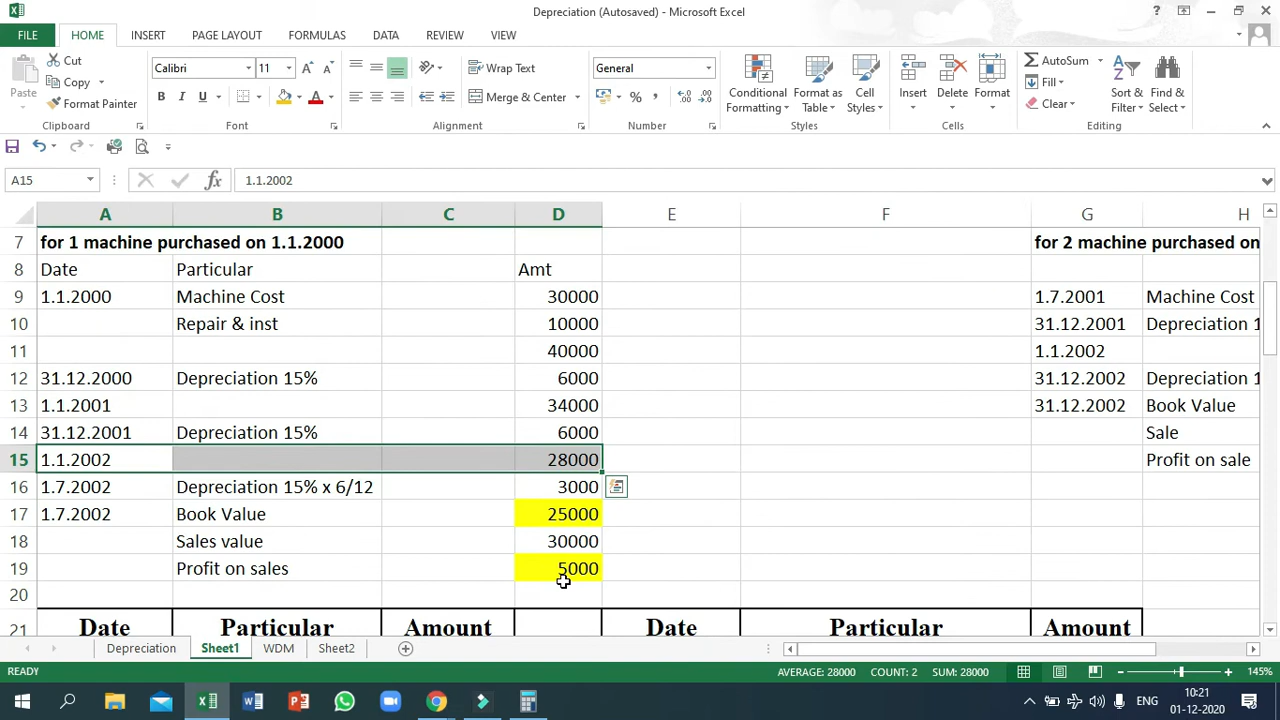 Depreciation (Autosaved) - Microsoft Excel
FILE HOME INSERT PAGE LAYOUT FORMULAS DATA REVIEW VIEW
Paste Cut Copy Format Painter
Calibri 11 B I U A A A
Wrap Text Merge & Center
General % ,
Conditional Formatting Format as Table Cell Styles
Insert Delete Format
AutoSum Fill Clear Sort & Filter Find & Select
Clipboard Font Alignment Number Styles Cells Editing
A15 fx 1.1.2002
A B C D E F G H
7 for 1 machine purchased on 1.1.2000 for 2 machine purchased on
8 Date Particular Amt
9 1.1.2000 Machine Cost 30000 1.7.2001 Machine Cost
10 Repair & inst 10000 31.12.2001 Depreciation 1
11 40000 1.1.2002
12 31.12.2000 Depreciation 15% 6000 31.12.2002 Depreciation 1
13 1.1.2001 34000 31.12.2002 Book Value
14 31.12.2001 Depreciation 15% 6000 Sale
15 1.1.2002 28000 Profit on sale
16 1.7.2002 Depreciation 15% x 6/12 3000
17 1.7.2002 Book Value 25000
18 Sales value 30000
19 Profit on sales 5000
20
21 Date Particular Amount Date Particular Amount
Depreciation Sheet1 WDM Sheet2
READY AVERAGE: 28000 COUNT: 2 SUM: 28000 145%
ENG 10:21
01-12-2020